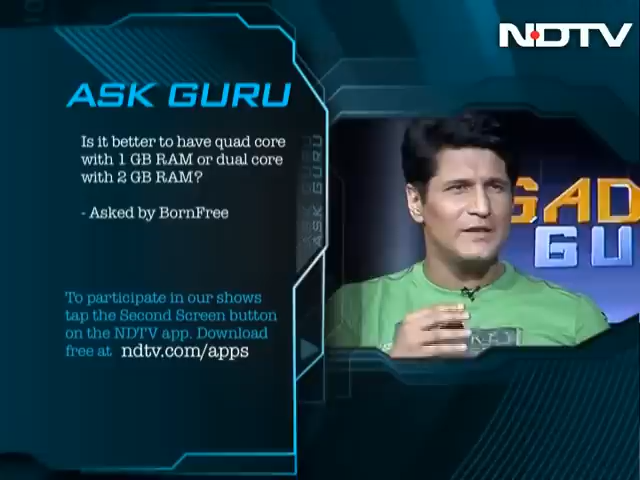 NDTV
ASK GURU
Is it better to have quad core
with 1 GB RAM or dual core
with 2 GB RAM?
- Asked by BornFree
To participate in our shows
tap the Second Screen button
on the NDTV app. Download
free at ndtv.com/apps
ASK GURU
ASK GURU
GAD
GU